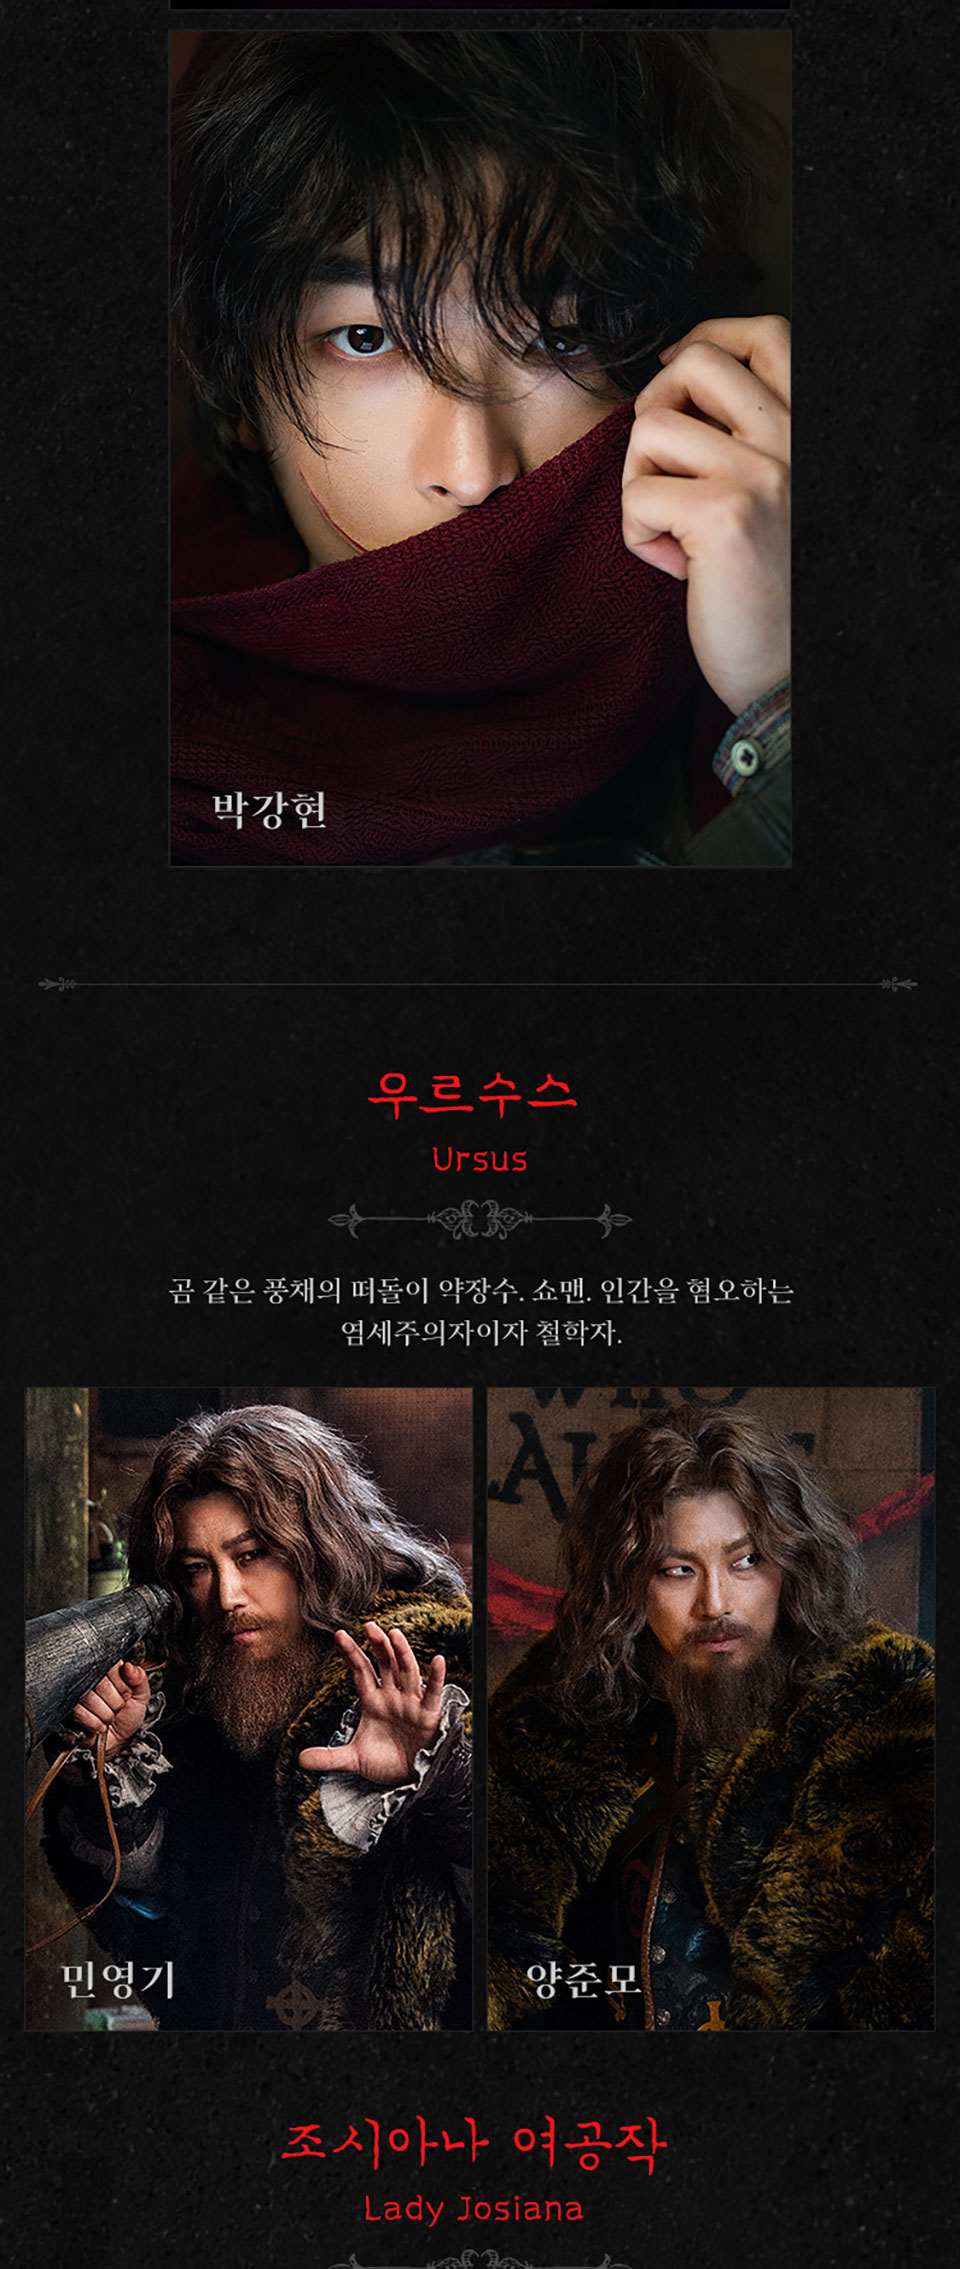 박강현
우르수스
Ursus
곰 같은 풍채의 떠돌이 약장수. 쇼맨. 인간을 혐오하는
염세주의자이자 철학자.
WHO
민영기
양준모
조시아나 여공작
Lady Josiana